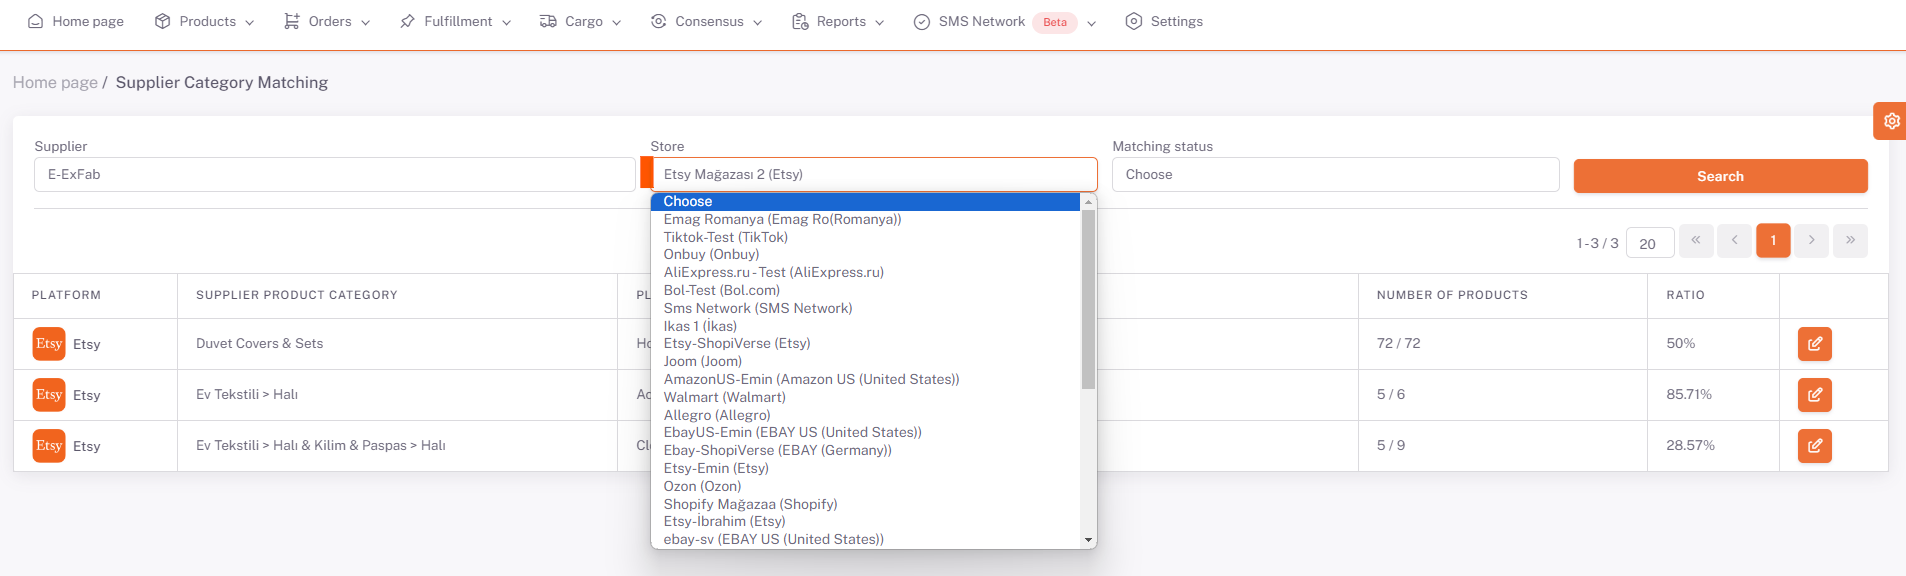 Home page Products Orders Fulfillment Cargo Consensus Reports SMS Network Beta Settings
Home page / Supplier Category Matching
Supplier Store Matching status
E-ExFab Etsy Mağazası 2 (Etsy) Choose Search
Choose
Emag Romanya (Emag Ro(Romanya))
Tiktok-Test (TikTok)
Onbuy (Onbuy)
AliExpress.ru - Test (AliExpress.ru)
Bol-Test (Bol.com)
Sms Network (SMS Network)
Ikas 1 (İkas)
Etsy-ShopiVerse (Etsy)
Joom (Joom)
AmazonUS-Emin (Amazon US (United States))
Walmart (Walmart)
Allegro (Allegro)
EbayUS-Emin (EBAY US (United States))
Ebay-ShopiVerse (EBAY (Germany))
Etsy-Emin (Etsy)
Ozon (Ozon)
Shopify Mağazaa (Shopify)
Etsy-İbrahim (Etsy)
ebay-sv (EBAY US (United States))
1 - 3 / 3 20 « < 1 > »
PLATFORM SUPPLIER PRODUCT CATEGORY PL NUMBER OF PRODUCTS RATIO
Etsy Etsy Duvet Covers & Sets Ho 72 / 72 50%
Etsy Etsy Ev Tekstili > Halı Ac 5 / 6 85.71%
Etsy Etsy Ev Tekstili > Halı & Kilim & Paspas > Halı Cl 5 / 9 28.57%